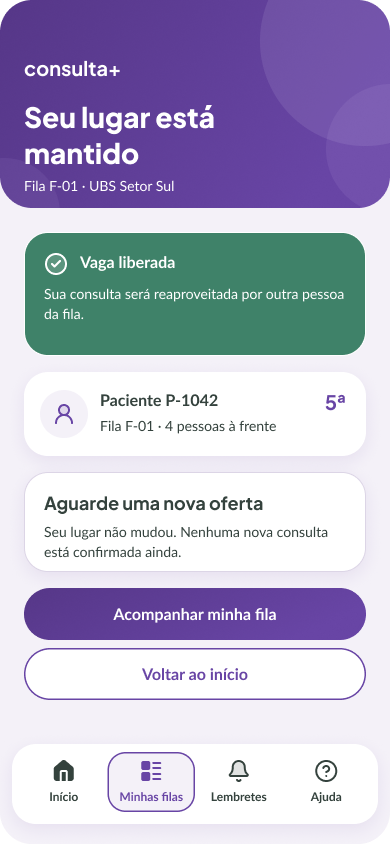 consulta+
Seu lugar está
mantido
Fila F-01 · UBS Setor Sul
Vaga liberada
Sua consulta será reaproveitada por outra pessoa
da fila.
Paciente P-1042
5ª
Fila F-01 · 4 pessoas à frente
Aguarde uma nova oferta
Seu lugar não mudou. Nenhuma nova consulta
está confirmada ainda.
Acompanhar minha fila
Voltar ao início
Início
Minhas filas
Lembretes
Ajuda